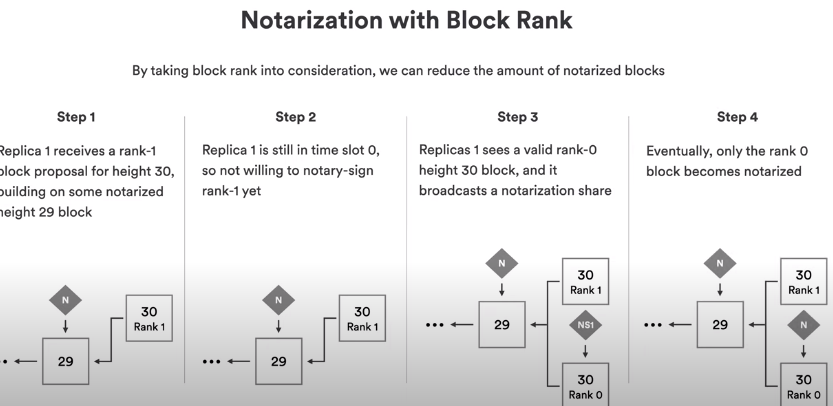 Notarization with Block Rank
By taking block rank into consideration, we can reduce the amount of notarized blocks
Step 1
Replica 1 receives a rank-1
block proposal for height 30,
building on some notarized
height 29 block
N
30
Rank 1
29
Step 2
Replica 1 is still in time slot 0,
so not willing to notary-sign
rank-1 yet
N
30
Rank 1
29
Step 3
Replicas 1 sees a valid rank-0
height 30 block, and it
broadcasts a notarization share
N
30
Rank 1
29
NS1
30
Rank 0
Step 4
Eventually, only the rank 0
block becomes notarized
N
30
Rank 1
29
N
30
Rank 0